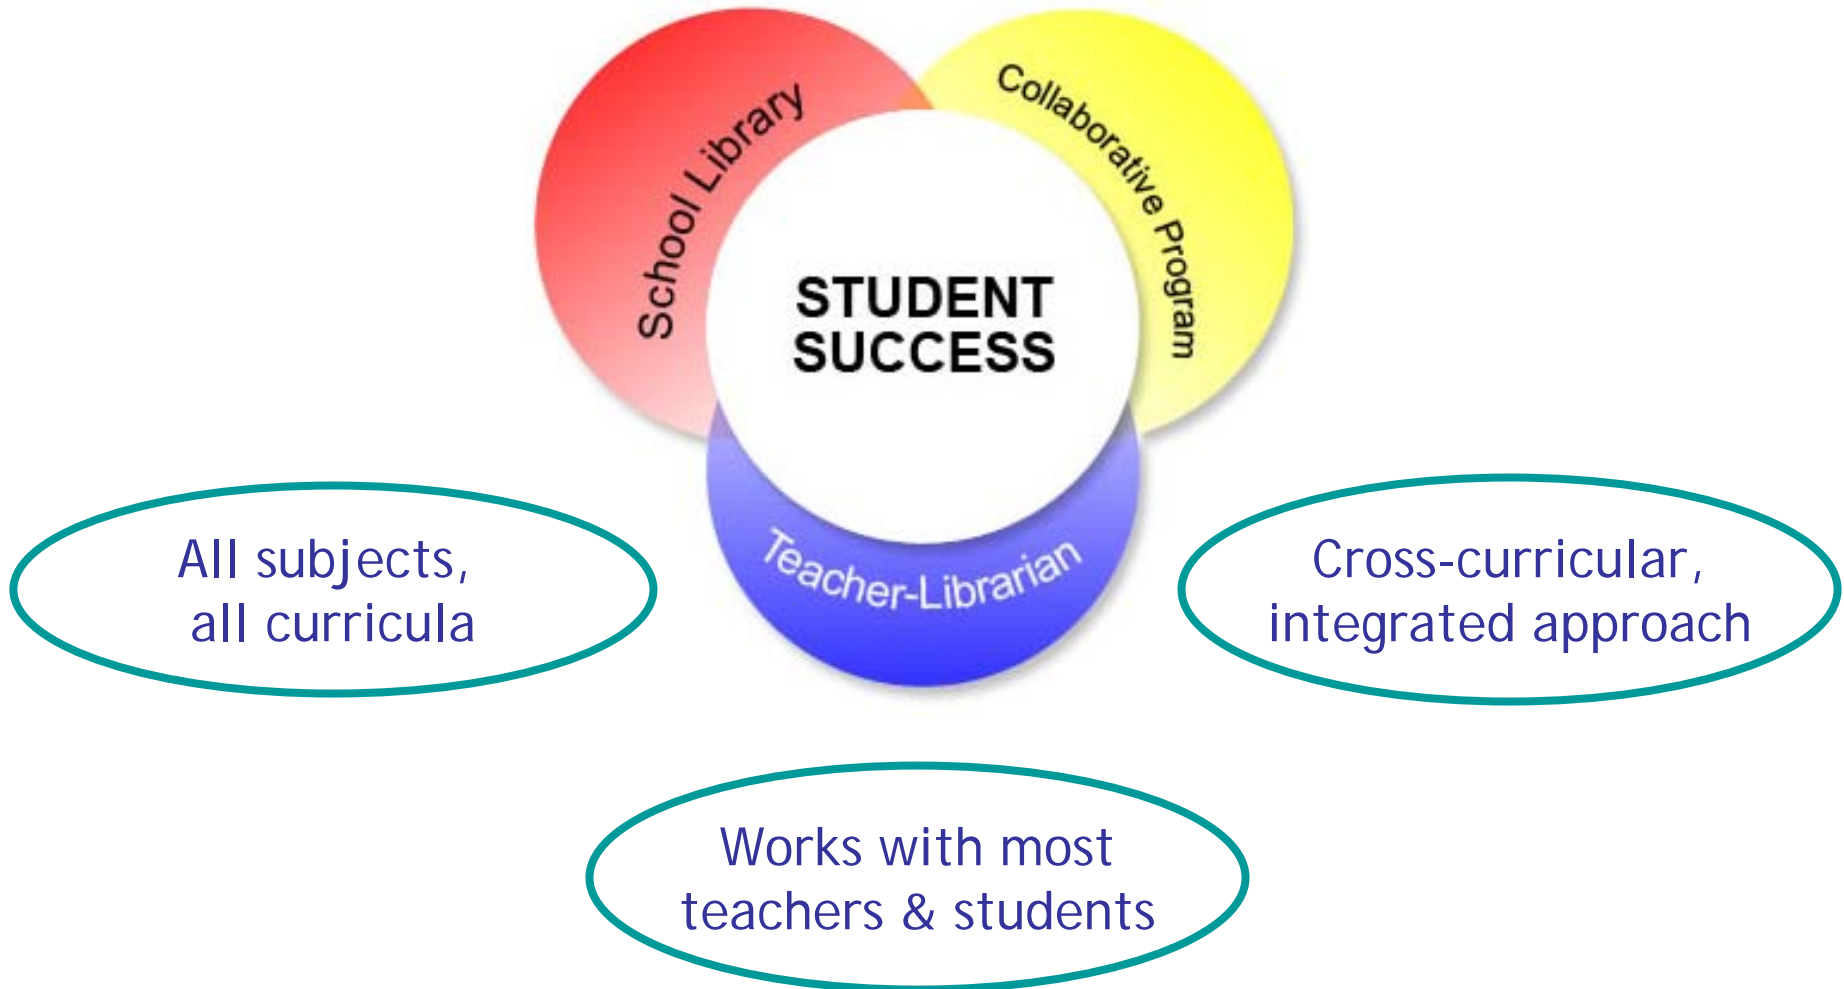 School Library
Collaborative Program
STUDENT
SUCCESS
Teacher-Librarian
All subjects,
all curricula
Cross-curricular,
integrated approach
Works with most
teachers & students